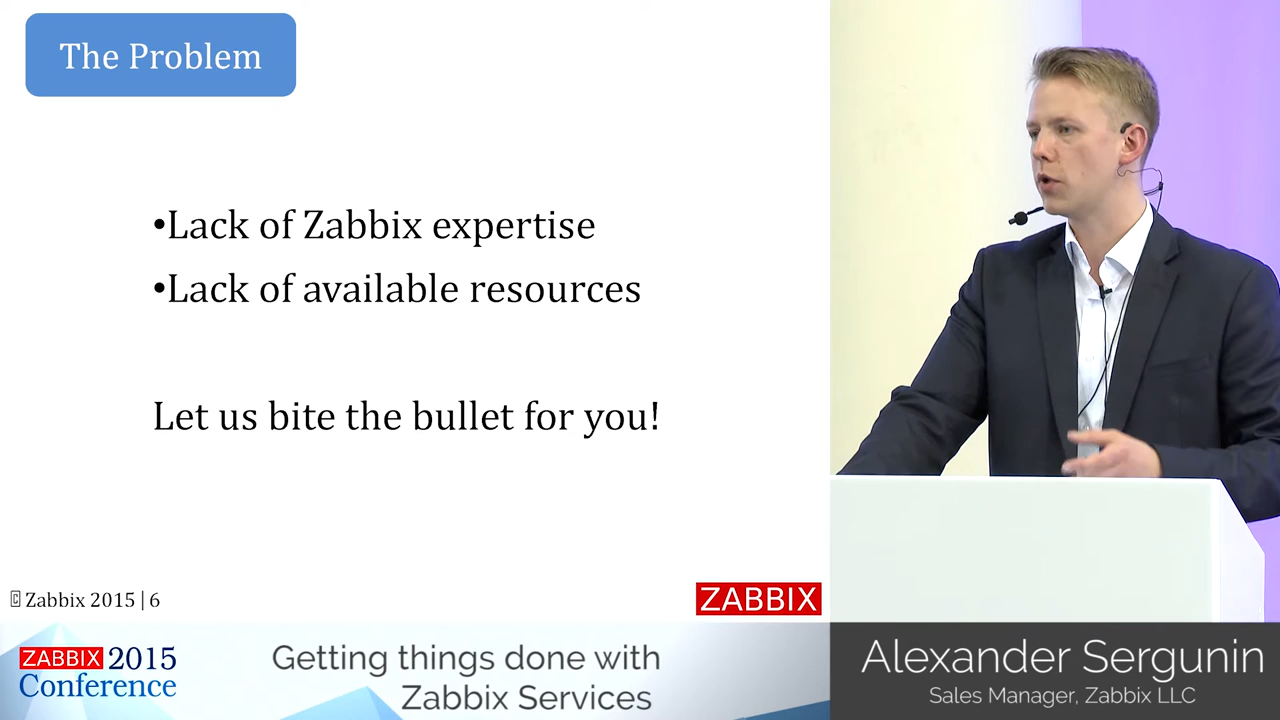 The Problem
•Lack of Zabbix expertise
•Lack of available resources
Let us bite the bullet for you!
Zabbix 2015 | 6
ZABBIX
ZABBIX 2015
Conference
Getting things done with
Zabbix Services
Alexander Sergunin
Sales Manager, Zabbix LLC